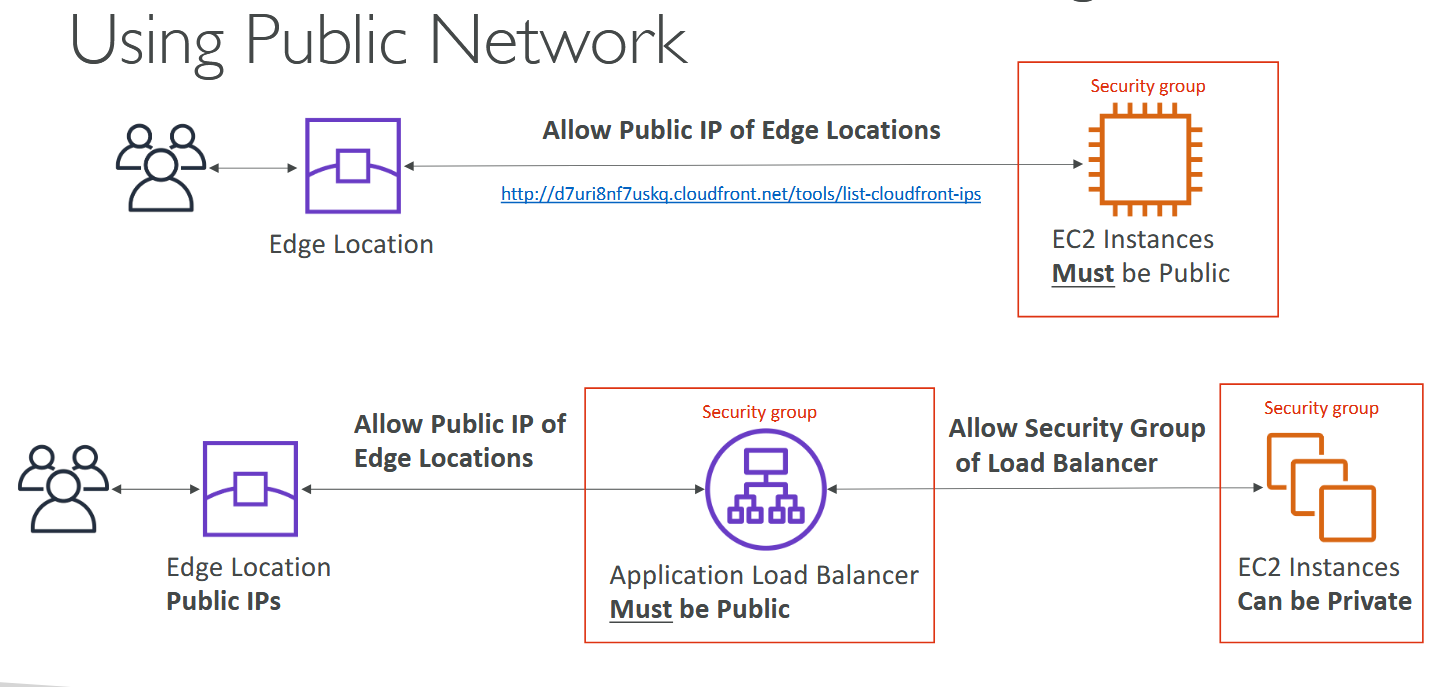 Using Public Network
Security group
Allow Public IP of Edge Locations
http://d7uri8nf7uskq.cloudfront.net/tools/list-cloudfront-ips
Edge Location
EC2 Instances
Must be Public
Allow Public IP of
Edge Locations
Security group
Allow Security Group
of Load Balancer
Security group
Edge Location
Public IPs
Application Load Balancer
Must be Public
EC2 Instances
Can be Private